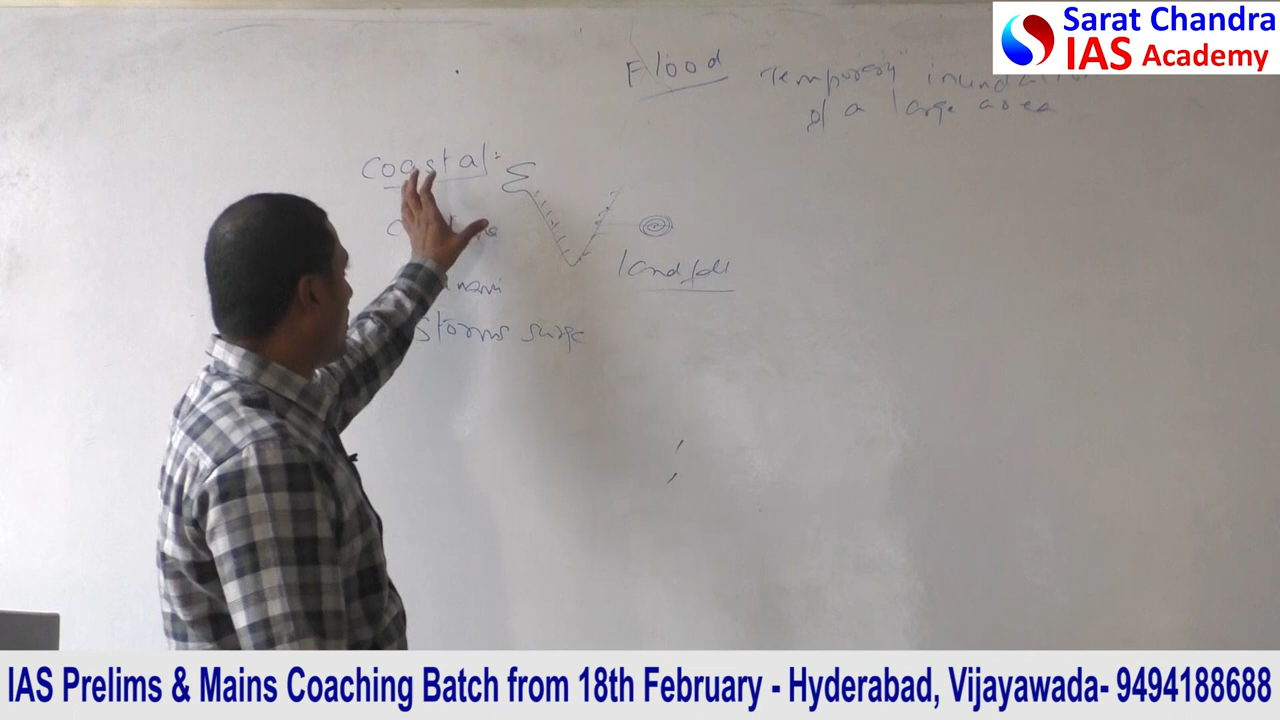 Sarat Chandra
IAS Academy
Flood "Temporary" inundation
of a large area
Coastal:
landfall
Storms surge
IAS Prelims & Mains Coaching Batch from 18th February - Hyderabad, Vijayawada- 9494188688